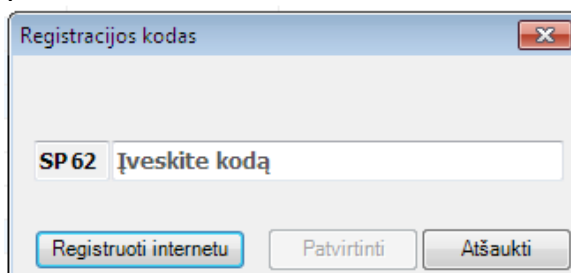 Registracijos kodas
SP 62 Įveskite kodą
Registruoti internetu Patvirtinti Atšaukti